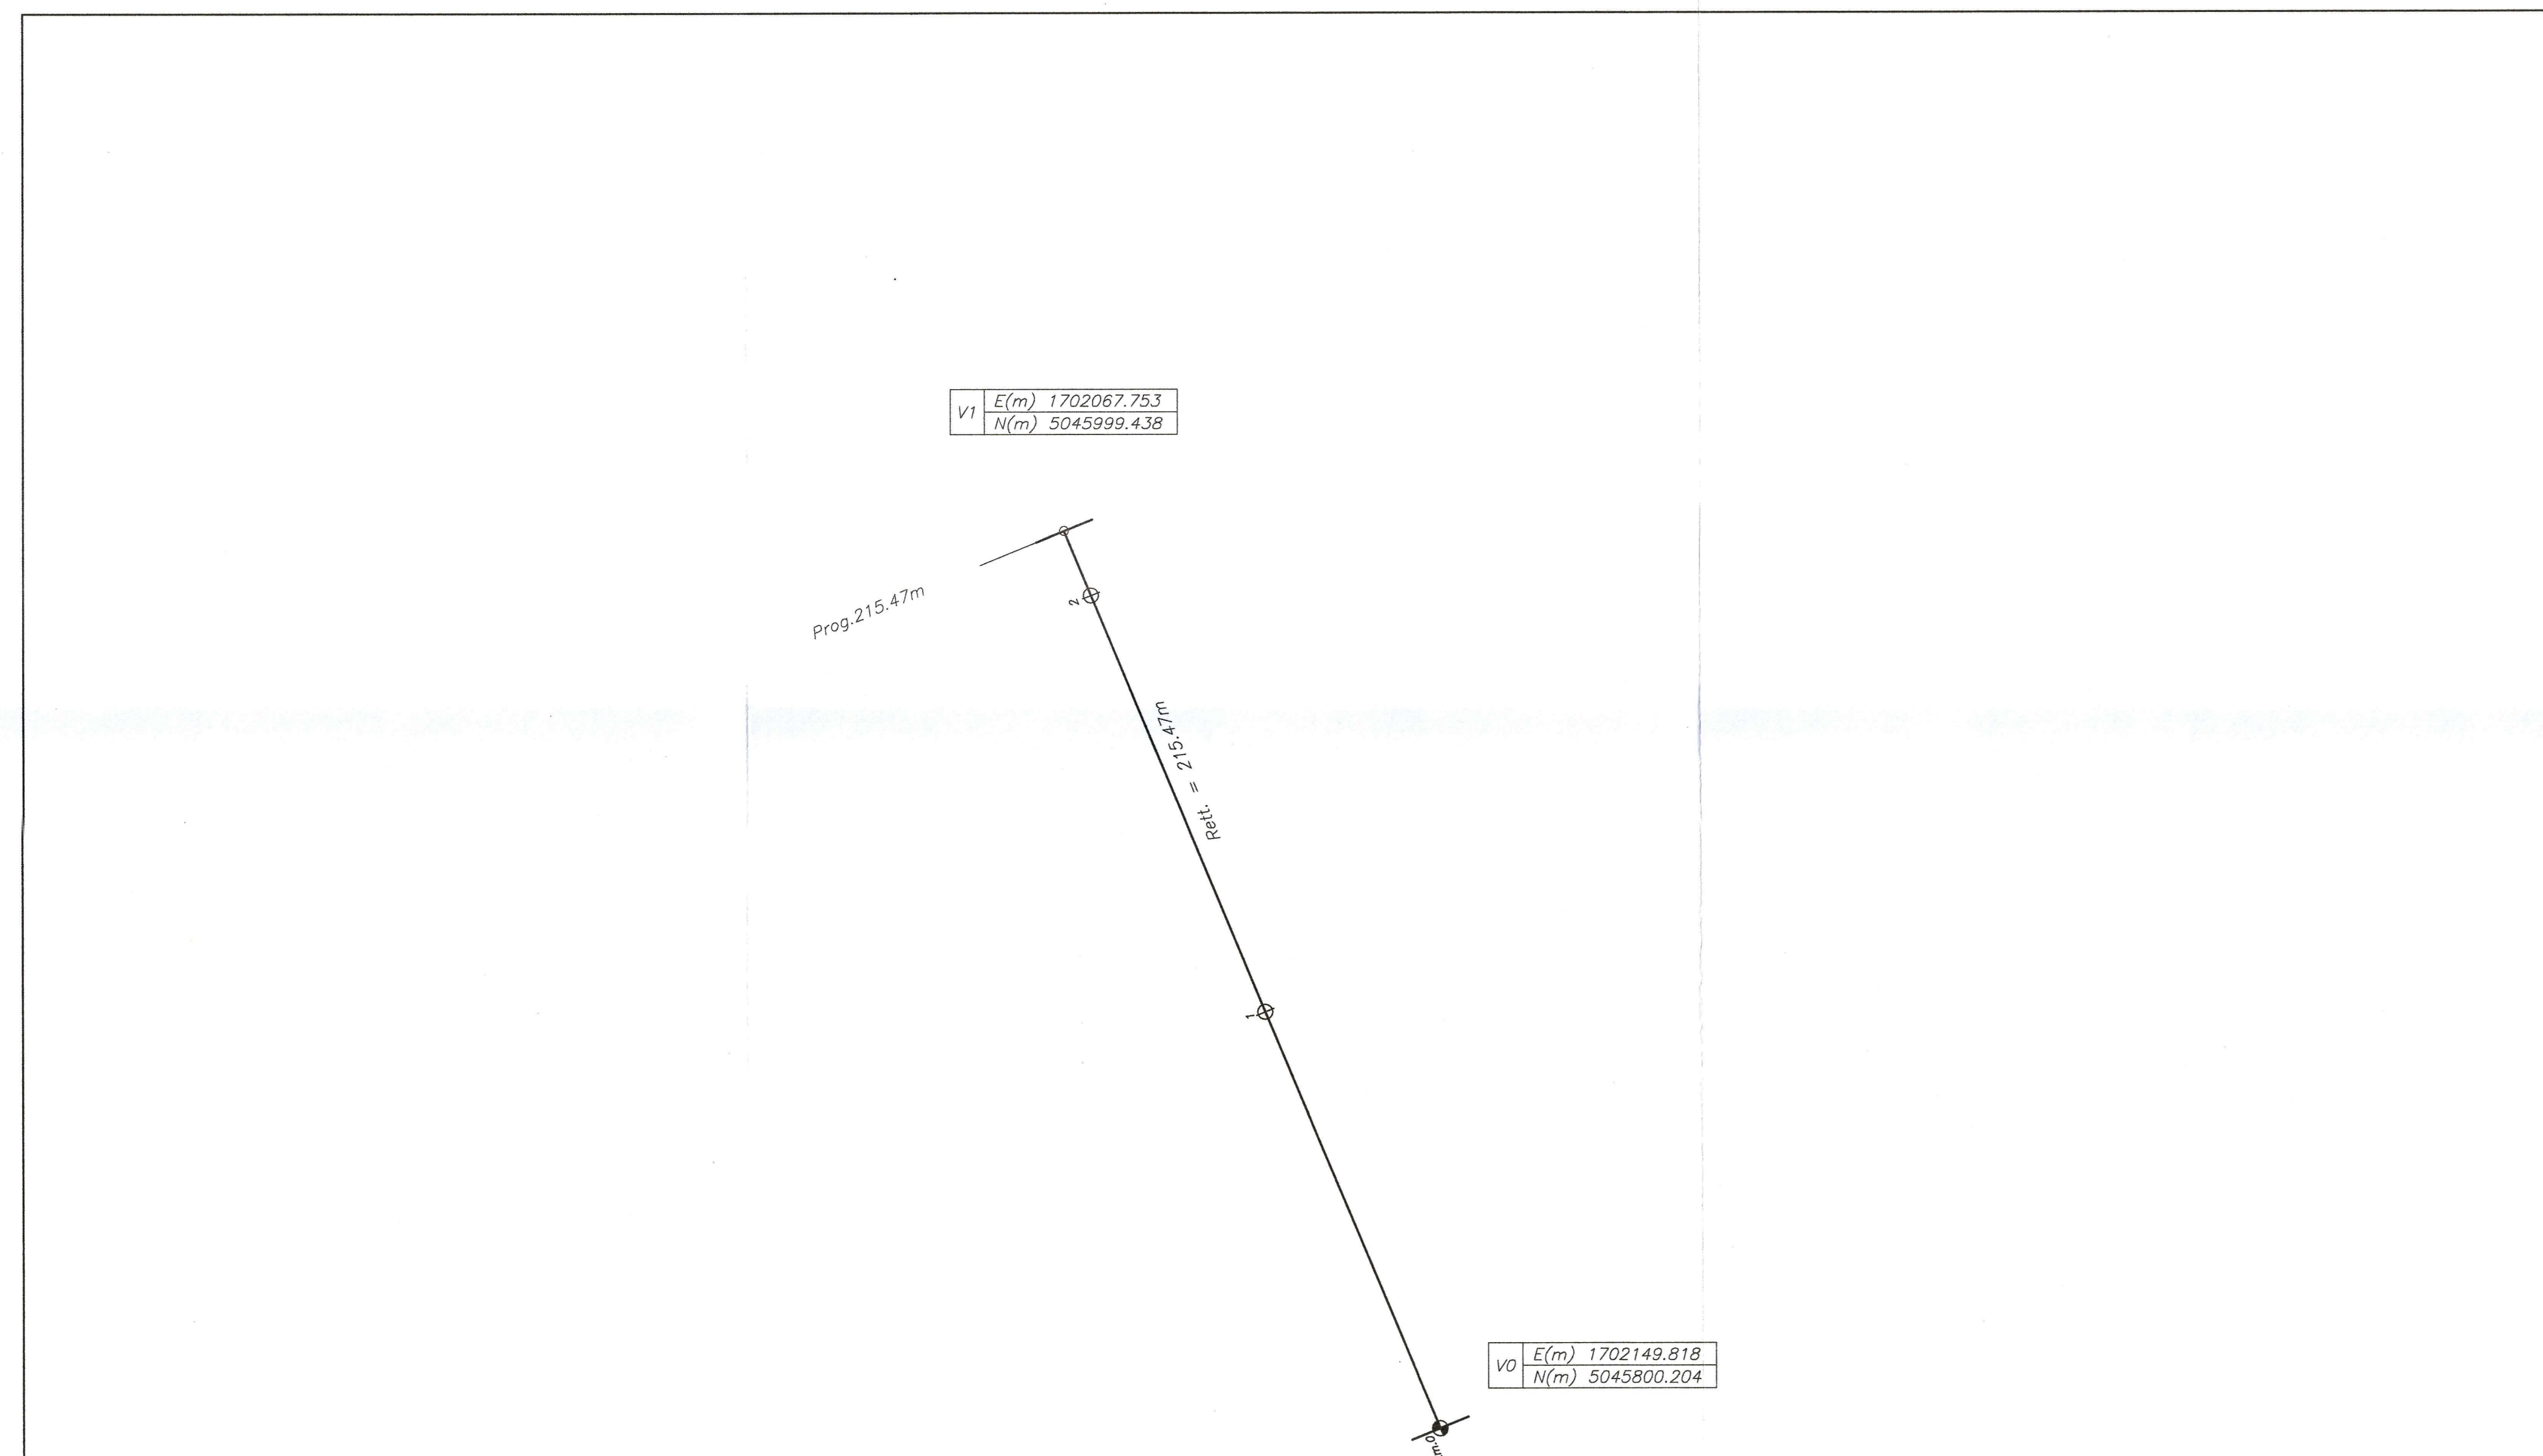 V1
E(m) 1702067.753
N(m) 5045999.438
Prog.215.47m
2
Rett. = 215.47m
1
V0
E(m) 1702149.818
N(m) 5045800.204